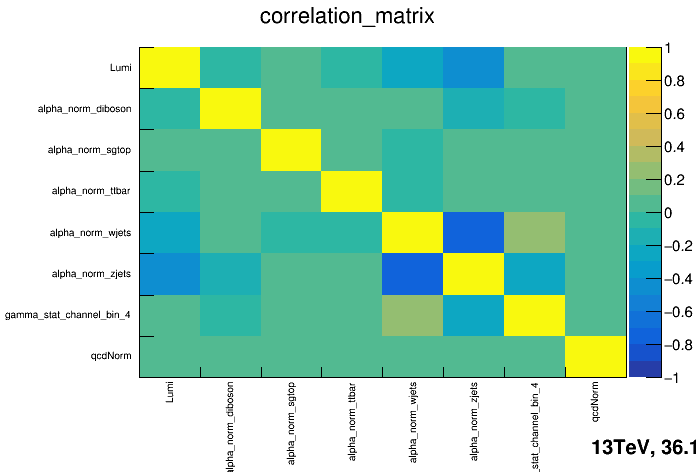 correlation_matrix
Lumi
alpha_norm_diboson
alpha_norm_sgtop
alpha_norm_ttbar
alpha_norm_wjets
alpha_norm_zjets
gamma_stat_channel_bin_4
qcdNorm
1
0.8
0.6
0.4
0.2
0
−0.2
−0.4
−0.6
−0.8
−1
Lumi
alpha_norm_diboson
alpha_norm_sgtop
alpha_norm_ttbar
alpha_norm_wjets
alpha_norm_zjets
_stat_channel_bin_4
qcdNorm
13TeV, 36.1